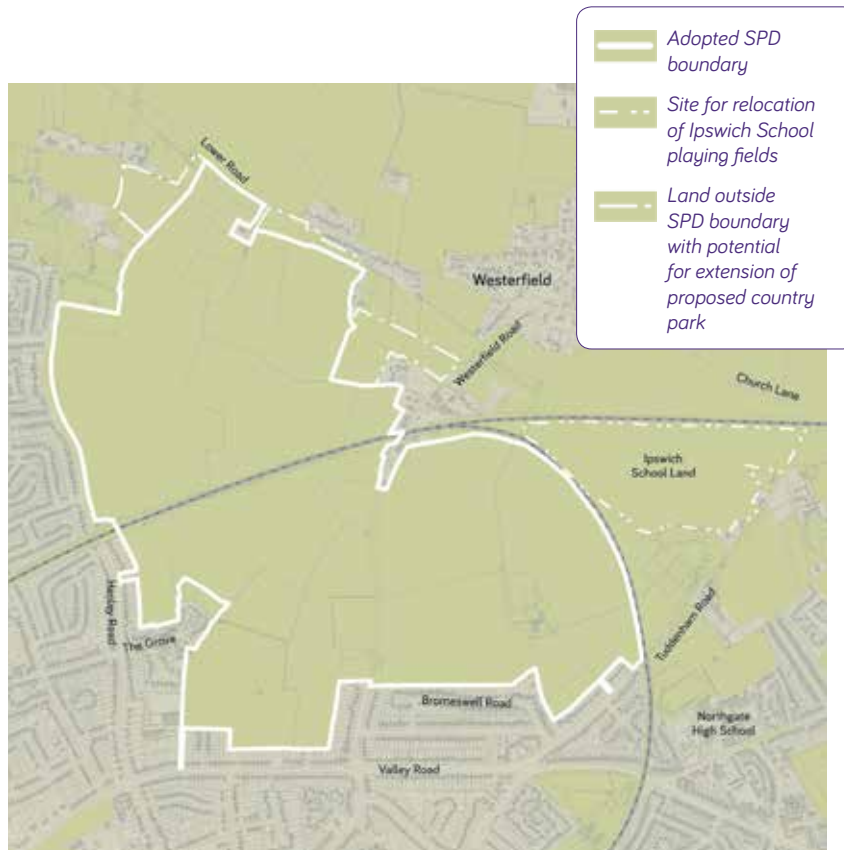 Adopted SPD
boundary
Site for relocation
of Ipswich School
playing fields
Land outside
SPD boundary
with potential
for extension of
proposed country
park
Lower Road
Westerfield
Westerfield Road
Church Lane
Ipswich
School Land
Henley Road
The Grove
Tuddenham Road
Bromeswell Road
Northgate
High School
Valley Road